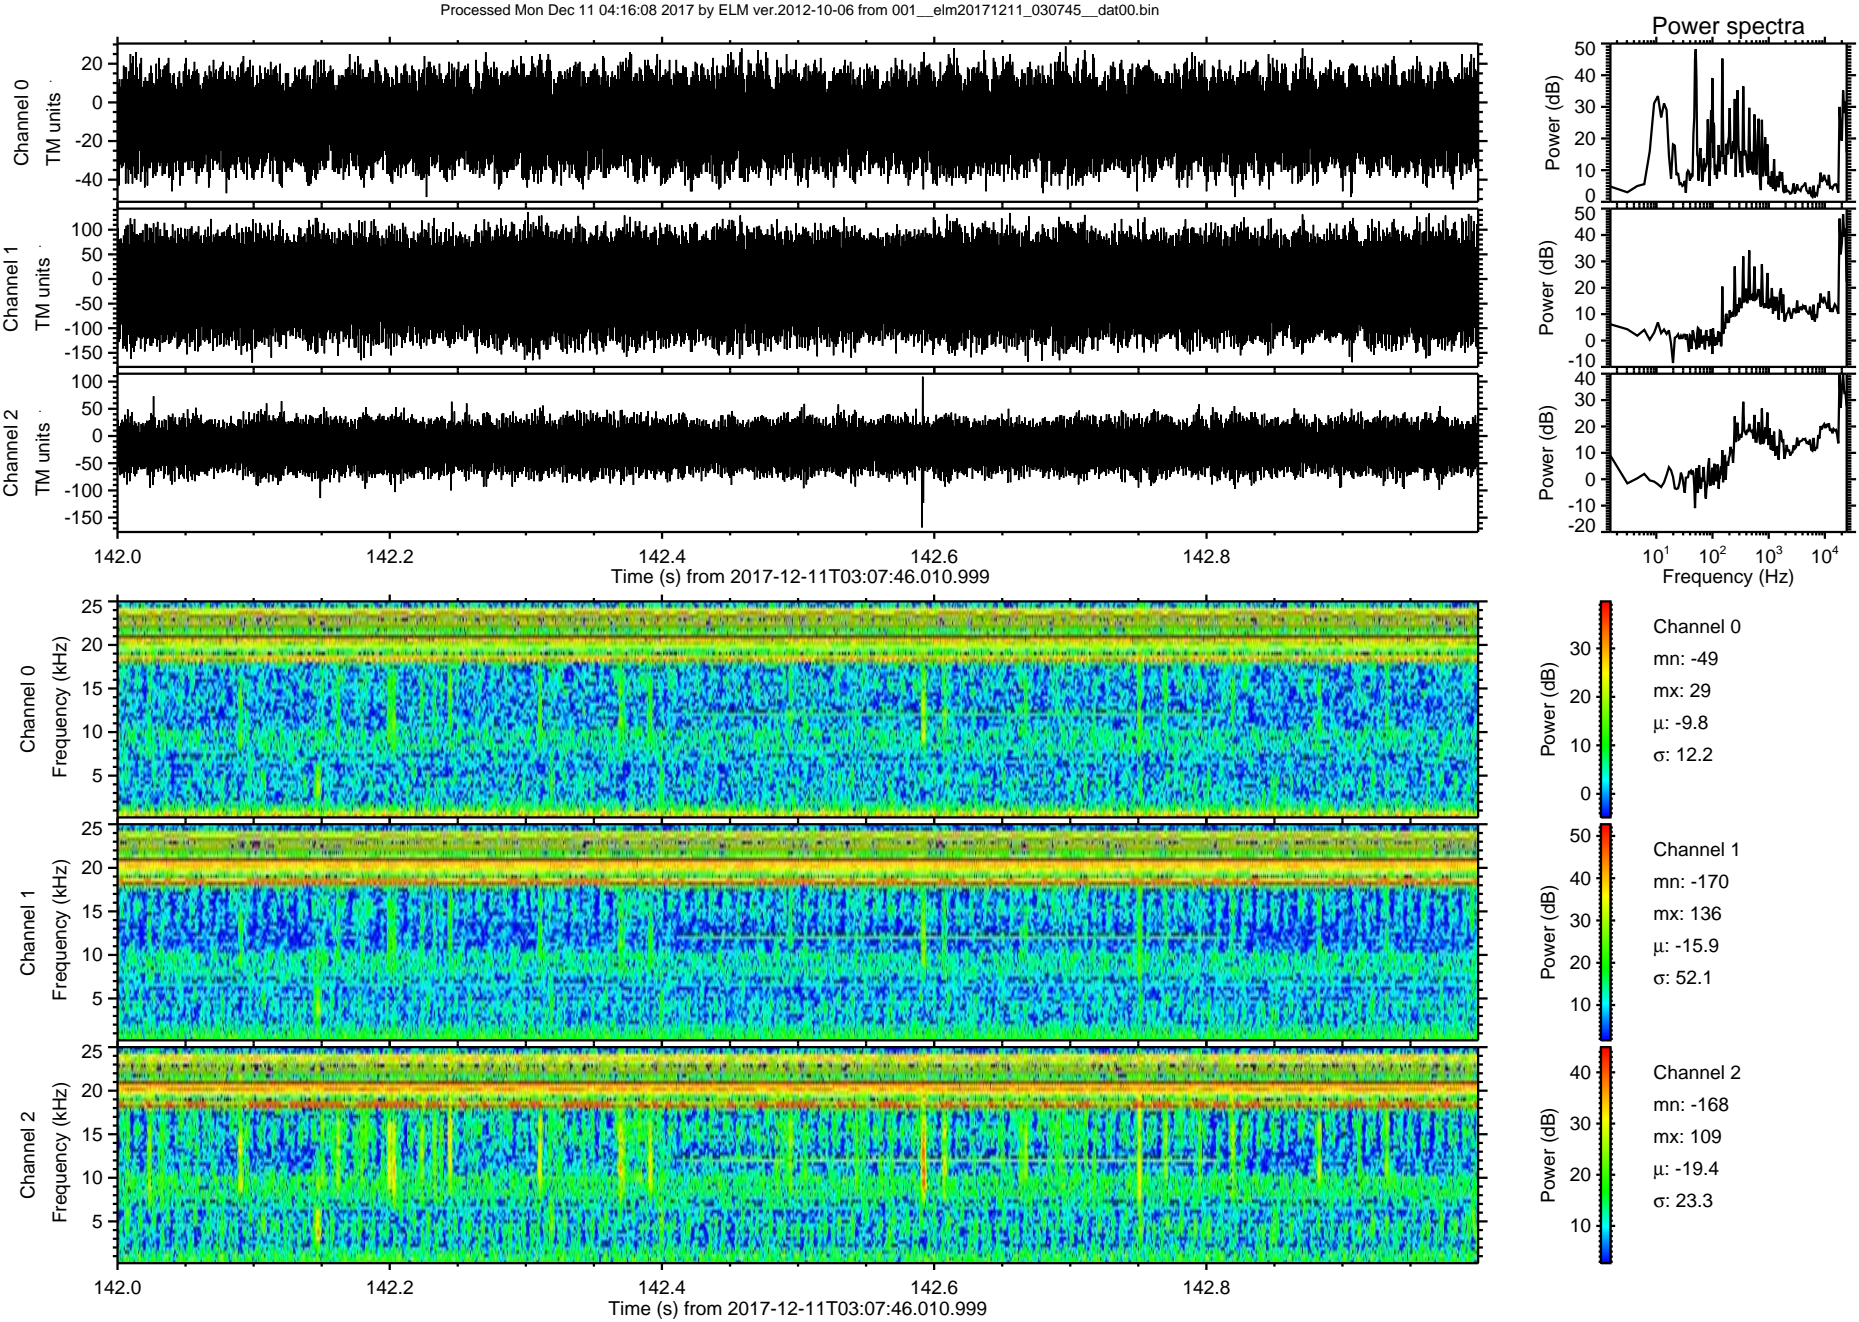 Processed Mon Dec 11 04:16:08 2017 by ELM ver.2012-10-06 from 001__elm20171211_030745__dat00.bin
Power spectra
Channel 0
TM units
20
0
-20
-40
Power (dB)
50
40
30
20
10
0
Channel 1
TM units
100
50
0
-50
-100
-150
Power (dB)
50
40
30
20
10
0
-10
Channel 2
TM units
100
50
0
-50
-100
-150
Power (dB)
40
30
20
10
0
-10
-20
142.0 142.2 142.4 142.6 142.8
Time (s) from 2017-12-11T03:07:46.010.999
10¹ 10² 10³ 10⁴
Frequency (Hz)
Channel 0
Frequency (kHz)
25
20
15
10
5
Power (dB)
30
20
10
0
Channel 0
mn: -49
mx: 29
μ: -9.8
σ: 12.2
Channel 1
Frequency (kHz)
25
20
15
10
5
Power (dB)
50
40
30
20
10
Channel 1
mn: -170
mx: 136
μ: -15.9
σ: 52.1
Channel 2
Frequency (kHz)
25
20
15
10
5
Power (dB)
40
30
20
10
Channel 2
mn: -168
mx: 109
μ: -19.4
σ: 23.3
142.0 142.2 142.4 142.6 142.8
Time (s) from 2017-12-11T03:07:46.010.999